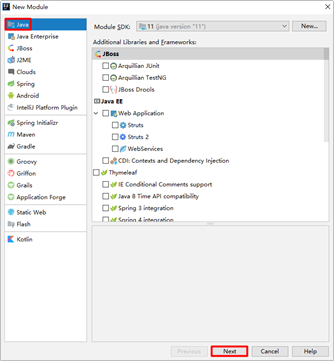 New Module
Java
Java Enterprise
JBoss
J2ME
Clouds
Spring
Android
IntelliJ Platform Plugin
Spring Initializr
Maven
Gradle
Groovy
Griffon
Grails
Application Forge
Static Web
Flash
Kotlin
Module SDK: 11 (java version "11") New...
Additional Libraries and Frameworks:
JBoss
Arquillian JUnit
Arquillian TestNG
JBoss Drools
Java EE
Web Application
Struts
Struts 2
WebServices
CDI: Contexts and Dependency Injection
Thymeleaf
IE Conditional Comments support
Java 8 Time API compatibility
Spring 3 integration
Spring 4 integration
Previous Next Cancel Help